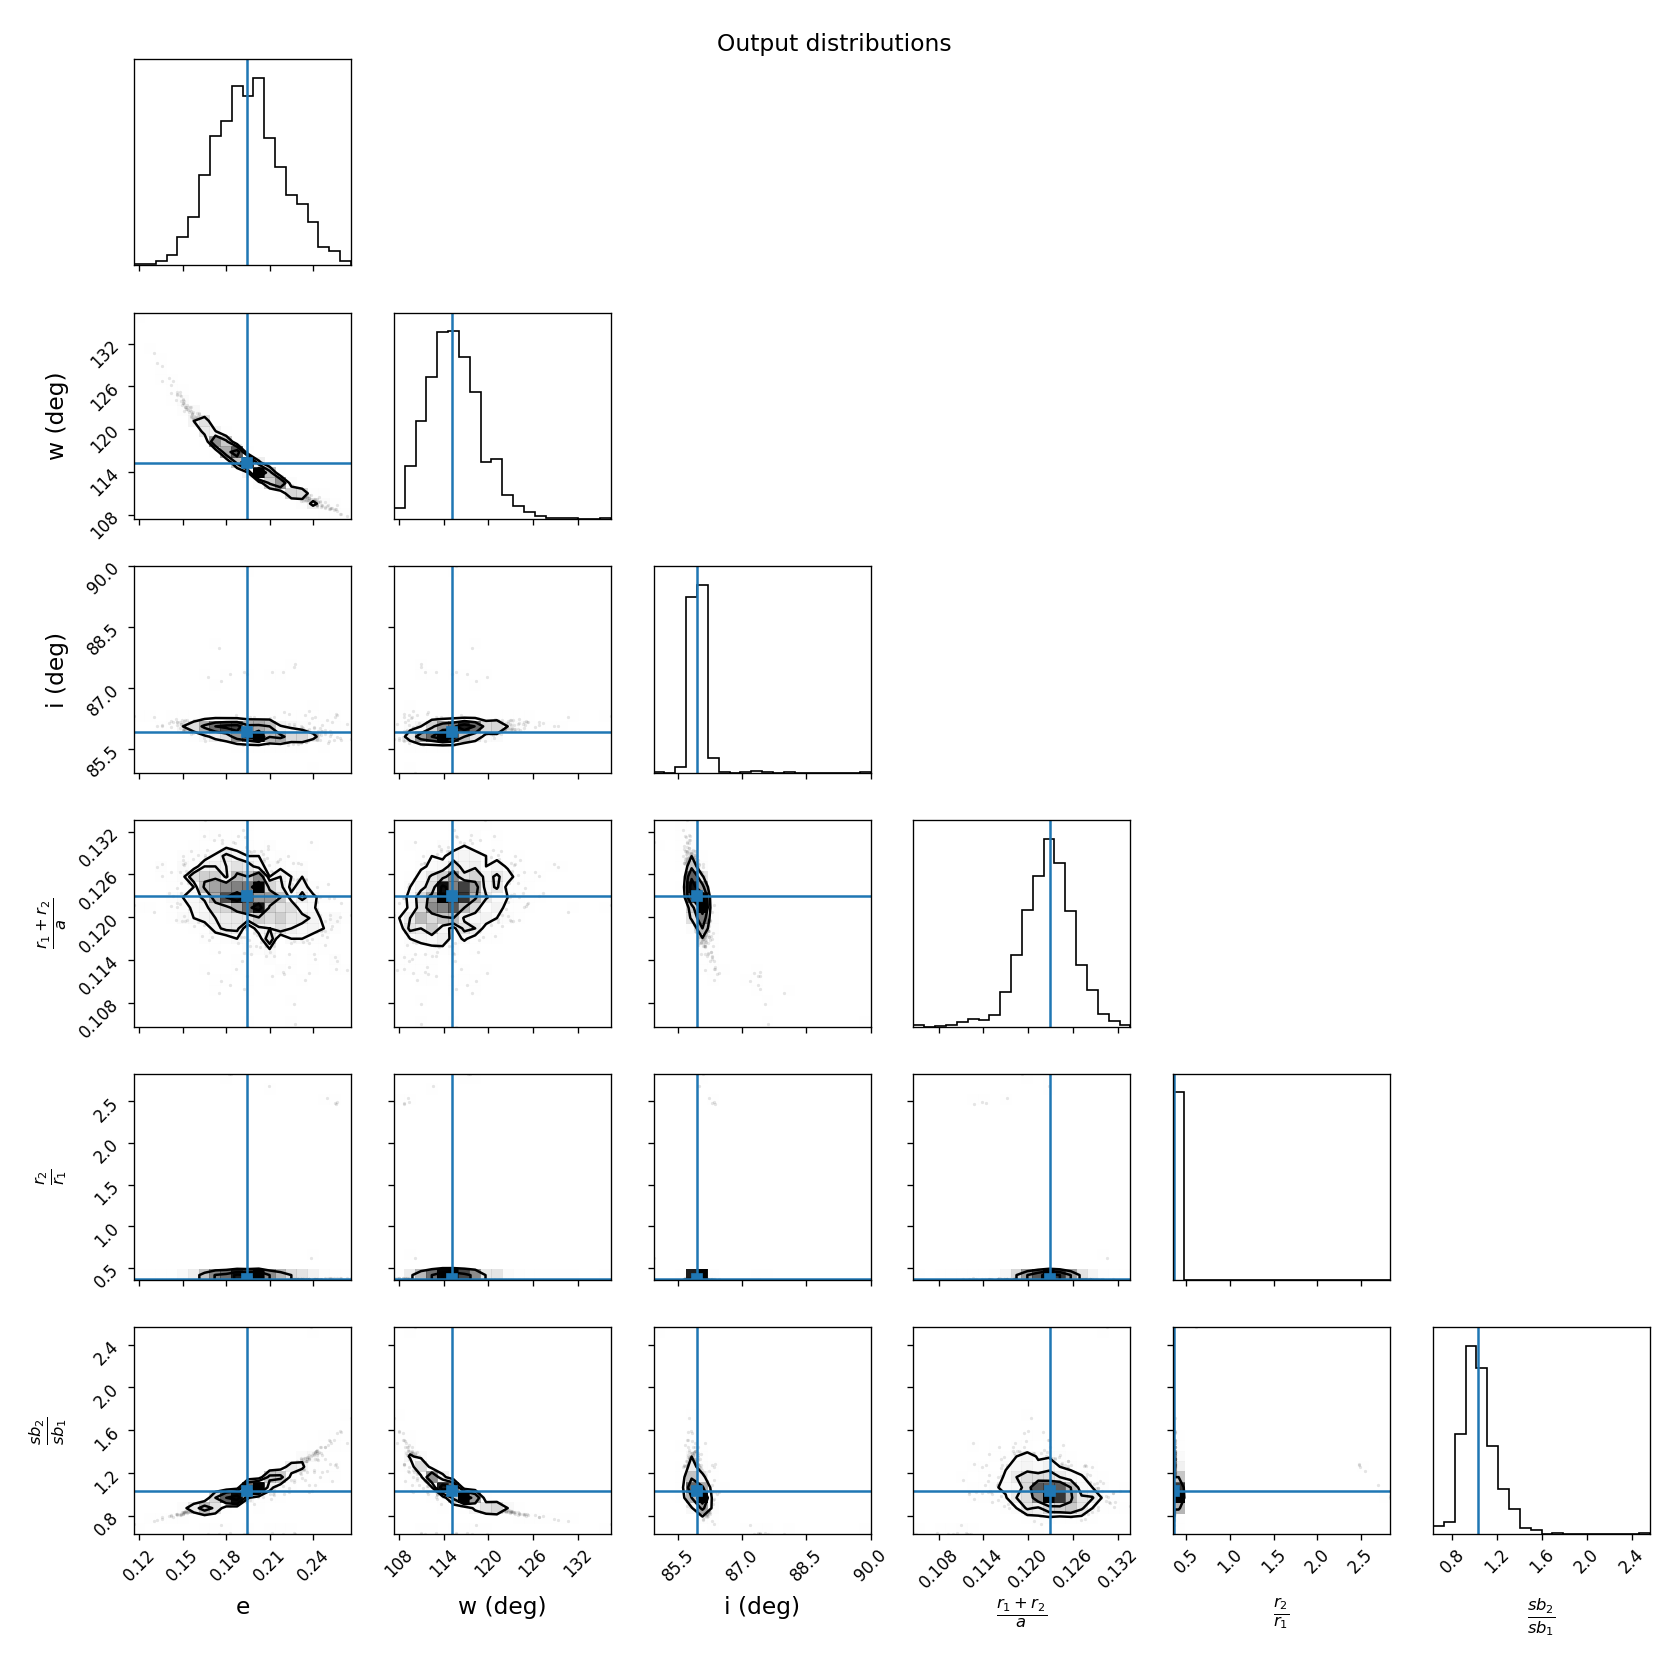 Output distributions
w (deg)
132
126
120
114
108
i (deg)
90.0
88.5
87.0
85.5
r₁ + r₂
a
0.132
0.126
0.120
0.114
0.108
r₂
r₁
2.5
2.0
1.5
1.0
0.5
sb₂
sb₁
2.4
2.0
1.6
1.2
0.8
0.12 0.15 0.18 0.21 0.24 108 114 120 126 132 85.5 87.0 88.5 90.0 0.108 0.114 0.120 0.126 0.132 0.5 1.0 1.5 2.0 2.5 0.8 1.2 1.6 2.0 2.4
e w (deg) i (deg)
r₁ + r₂ r₂ sb₂
a r₁ sb₁